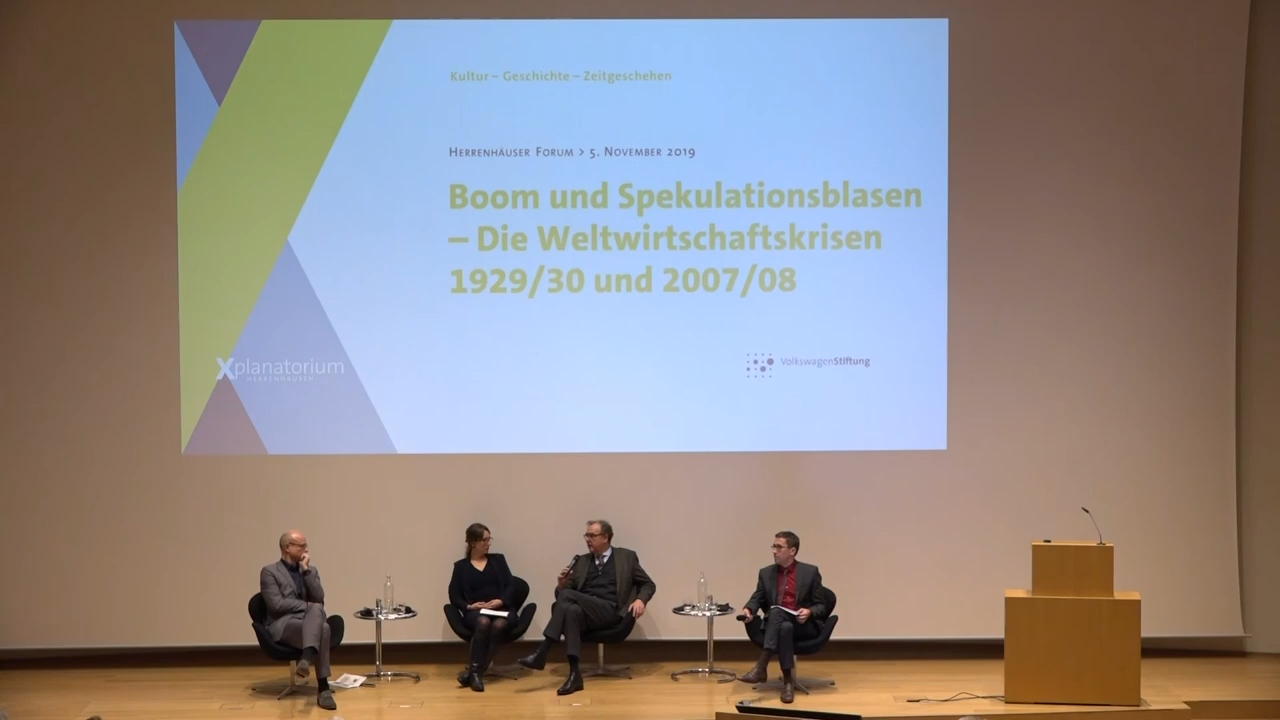 Kultur – Geschichte – Zeitgeschehen
Herrenhäuser Forum > 5. November 2019
Boom und Spekulationsblasen
– Die Weltwirtschaftskrisen
1929/30 und 2007/08
Xplanatorium
HERRENHAUSEN
VolkswagenStiftung